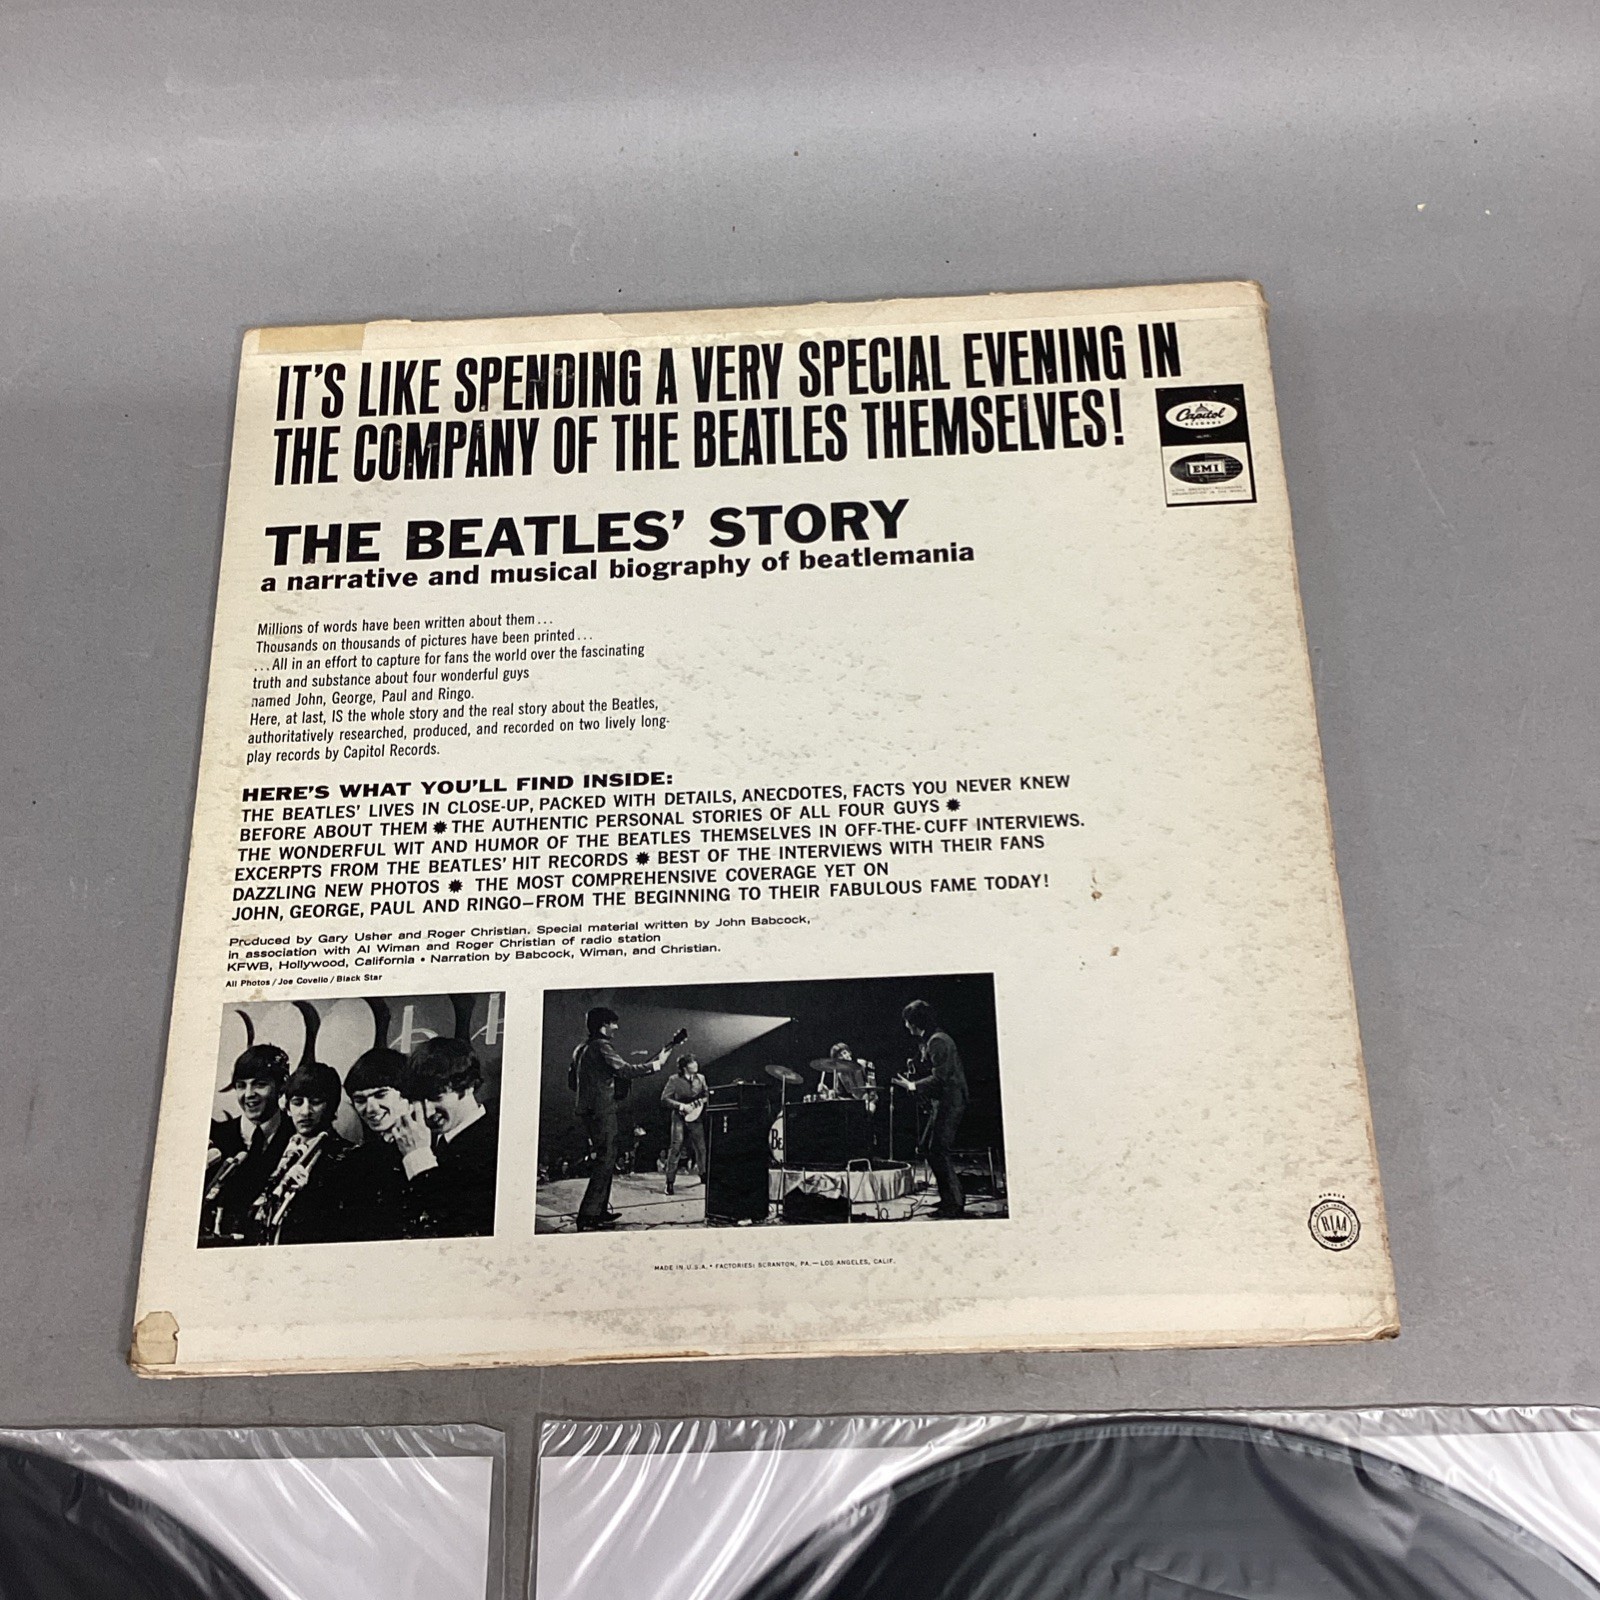 IT'S LIKE SPENDING A VERY SPECIAL EVENING IN
THE COMPANY OF THE BEATLES THEMSELVES!
Capitol
RECORDS
EMI
THE BEATLES' STORY
a narrative and musical biography of beatlemania
Millions of words have been written about them...
Thousands on thousands of pictures have been printed...
...All in an effort to capture for fans the world over the fascinating
truth and substance about four wonderful guys
named John, George, Paul and Ringo.
Here, at last, IS the whole story and the real story about the Beatles,
authoritatively researched, produced, and recorded on two lively long-
play records by Capitol Records.
HERE'S WHAT YOU'LL FIND INSIDE:
THE BEATLES' LIVES IN CLOSE-UP, PACKED WITH DETAILS, ANECDOTES, FACTS YOU NEVER KNEW
BEFORE ABOUT THEM ✹ THE AUTHENTIC PERSONAL STORIES OF ALL FOUR GUYS ✹
THE WONDERFUL WIT AND HUMOR OF THE BEATLES THEMSELVES IN OFF-THE-CUFF INTERVIEWS.
EXCERPTS FROM THE BEATLES' HIT RECORDS ✹ BEST OF THE INTERVIEWS WITH THEIR FANS
DAZZLING NEW PHOTOS ✹ THE MOST COMPREHENSIVE COVERAGE YET ON
JOHN, GEORGE, PAUL AND RINGO—FROM THE BEGINNING TO THEIR FABULOUS FAME TODAY!
Produced by Gary Usher and Roger Christian. Special material written by John Babcock,
in association with Al Wiman and Roger Christian of radio station
KFWB, Hollywood, California • Narration by Babcock, Wiman, and Christian.
All Photos / Joe Covello / Black Star
BE
MEMBER
RIAA
MADE IN U.S.A. • FACTORIES: SCRANTON, PA.—LOS ANGELES, CALIF.